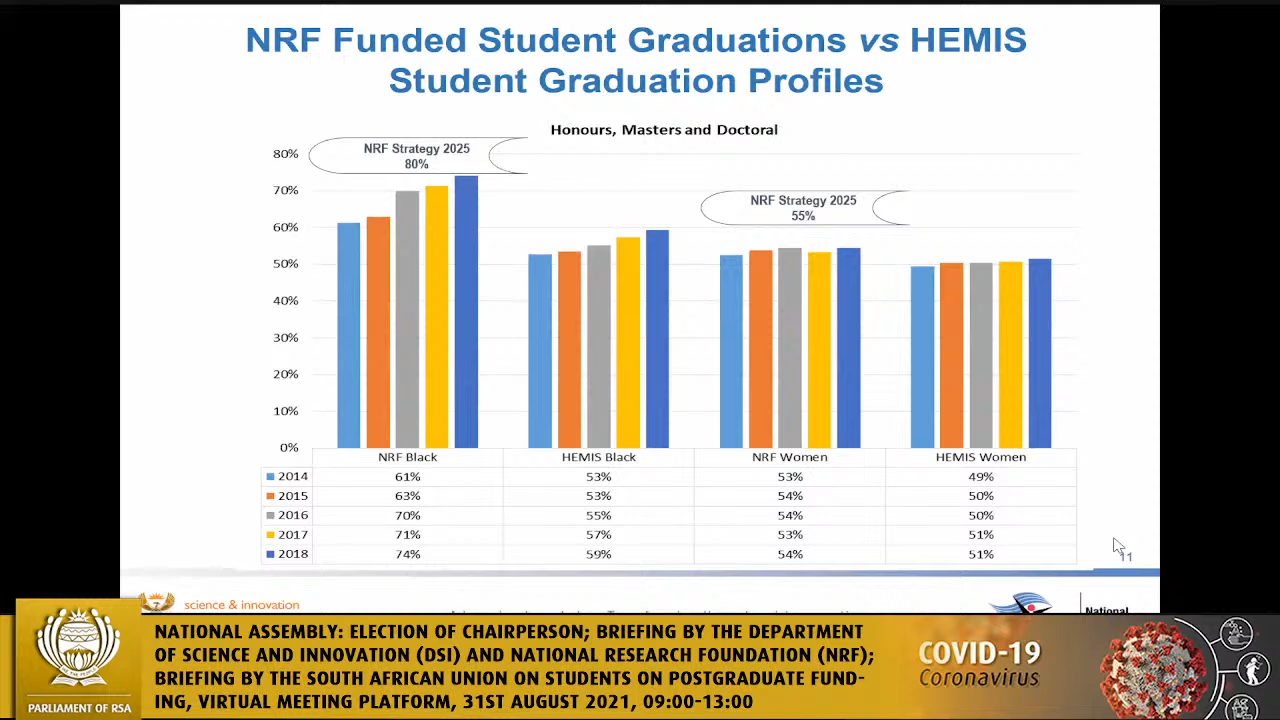 NRF Funded Student Graduations vs HEMIS
Student Graduation Profiles
Honours, Masters and Doctoral
NRF Strategy 2025
80%
NRF Strategy 2025
55%
80%
70%
60%
50%
40%
30%
20%
10%
0%
NRF Black HEMIS Black NRF Women HEMIS Women
2014 61% 53% 53% 49%
2015 63% 53% 54% 50%
2016 70% 55% 54% 50%
2017 71% 57% 53% 51%
2018 74% 59% 54% 51%
11
science & innovation
National
NATIONAL ASSEMBLY: ELECTION OF CHAIRPERSON; BRIEFING BY THE DEPARTMENT
OF SCIENCE AND INNOVATION (DSI) AND NATIONAL RESEARCH FOUNDATION (NRF);
BRIEFING BY THE SOUTH AFRICAN UNION ON STUDENTS ON POSTGRADUATE FUND-
ING, VIRTUAL MEETING PLATFORM, 31ST AUGUST 2021, 09:00-13:00
PARLIAMENT OF RSA
COVID-19
Coronavirus